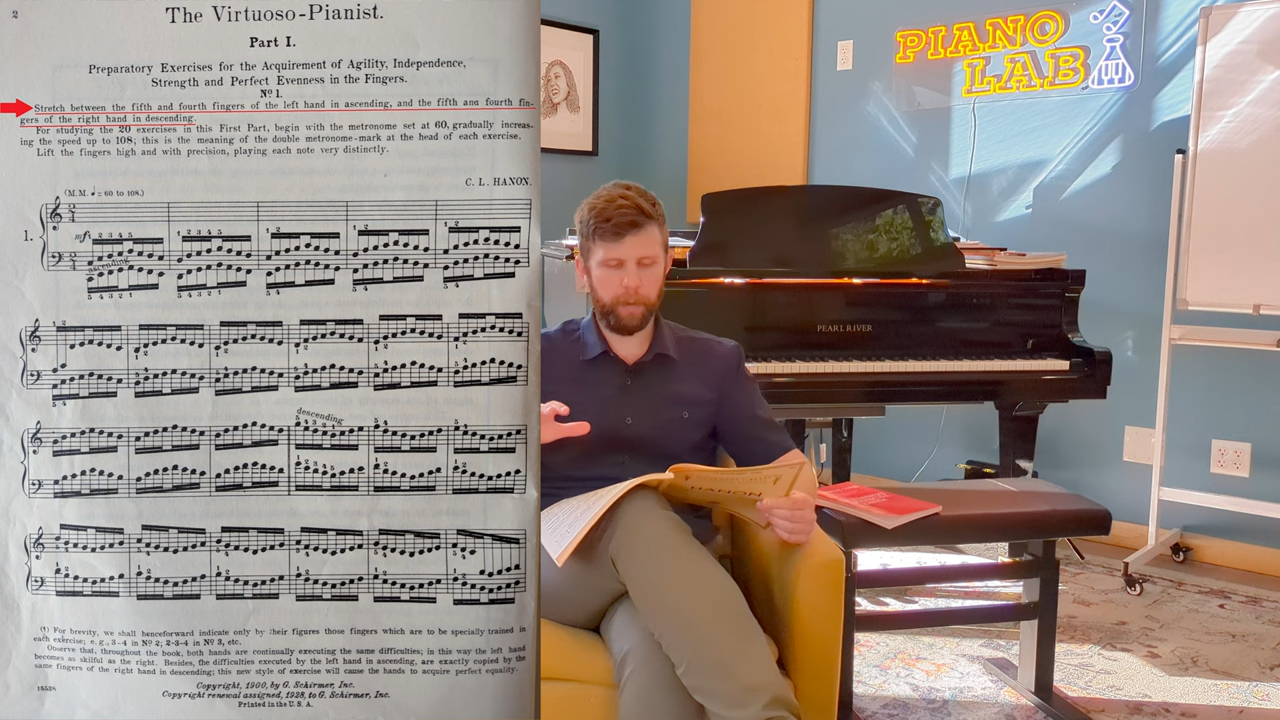 2
The Virtuoso-Pianist.
Part I.
Preparatory Exercises for the Acquirement of Agility, Independence,
Strength and Perfect Evenness in the Fingers.
Nº 1.
Stretch between the fifth and fourth fingers of the left hand in ascending, and the fifth and fourth fin-
gers of the right hand in descending.
For studying the 20 exercises in this First Part, begin with the metronome set at 60, gradually increas-
ing the speed up to 108; this is the meaning of the double metronome-mark at the head of each exercise.
Lift the fingers high and with precision, playing each note very distinctly.
C. L. HANON.
(M.M. ♩ = 60 to 108.)
1.
mf
ascending
descending
(1) For brevity, we shall henceforward indicate only by their figures those fingers which are to be specially trained in
each exercise; e. g., 3-4 in Nº 2; 2-3-4 in Nº 3, etc.
Observe that, throughout the book, both hands are continually executing the same difficulties; in this way the left hand
becomes as skilful as the right. Besides, the difficulties executed by the left hand in ascending, are exactly copied by the
same fingers of the right hand in descending; this new style of exercise will cause the hands to acquire perfect equality.
Copyright, 1900, by G. Schirmer, Inc.
Copyright renewal assigned, 1928, to G. Schirmer, Inc.
Printed in the U. S. A.
PIANO
LAB
PEARL RIVER
HANON